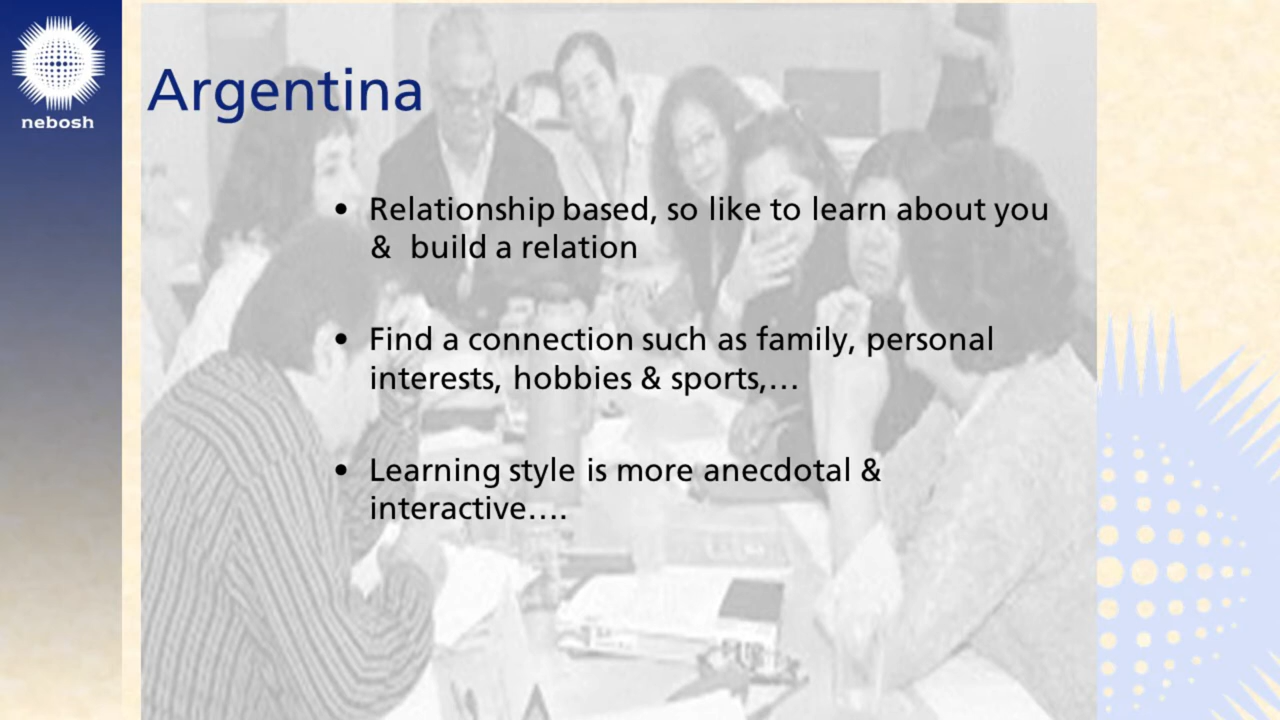 nebosh
Argentina
• Relationship based, so like to learn about you
& build a relation
• Find a connection such as family, personal
interests, hobbies & sports,…
• Learning style is more anecdotal &
interactive….